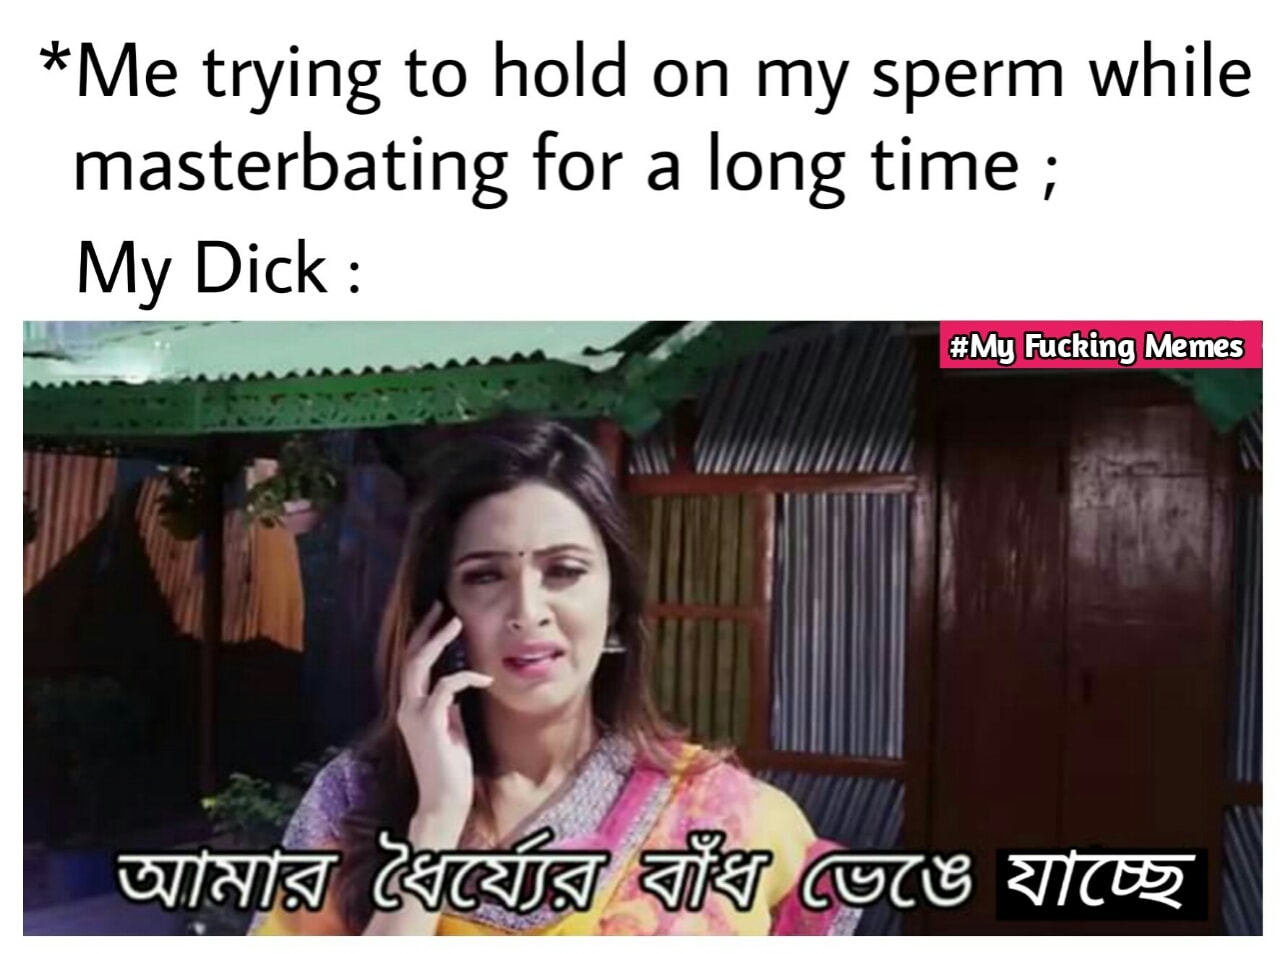 *Me trying to hold on my sperm while
masterbating for a long time ;
My Dick :
#My Fucking Memes
আমার ধৈর্য্যের বাঁধ ভেঙে যাচ্ছে